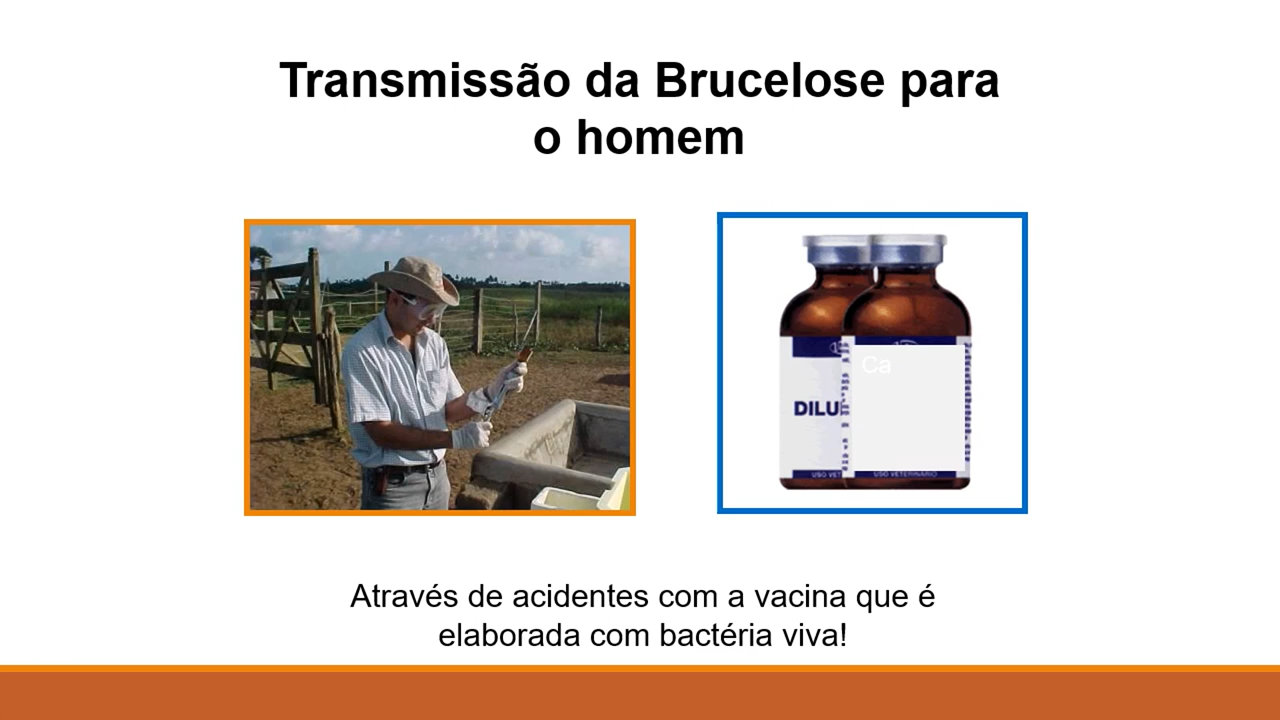 Transmissão da Brucelose para
o homem
Ca
DILU
USO VET
USO VETERINÁRIO
Através de acidentes com a vacina que é
elaborada com bactéria viva!